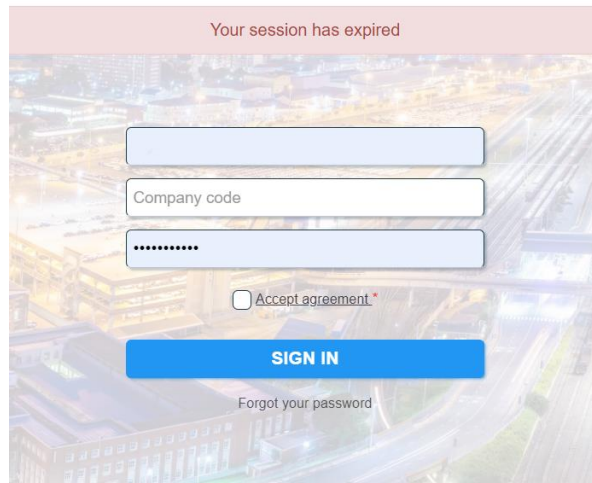 Your session has expired
Company code
•••••••••••
Accept agreement *
SIGN IN
Forgot your password